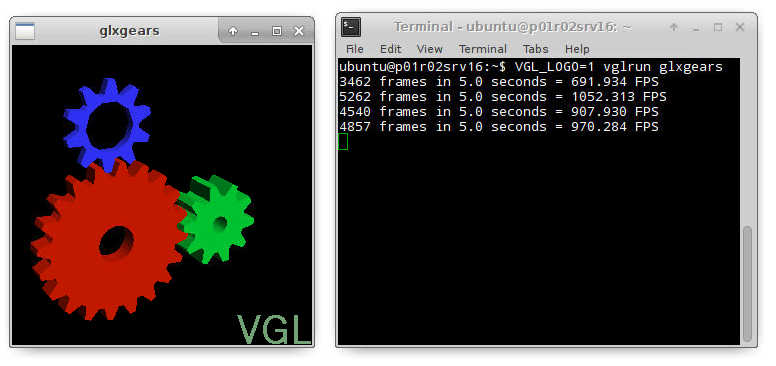 glxgears
VGL
Terminal - ubuntu@p01r02srv16: ~
File Edit View Terminal Tabs Help
ubuntu@p01r02srv16:~$ VGL_LOGO=1 vglrun glxgears
3462 frames in 5.0 seconds = 691.934 FPS
5262 frames in 5.0 seconds = 1052.313 FPS
4540 frames in 5.0 seconds = 907.930 FPS
4857 frames in 5.0 seconds = 970.284 FPS